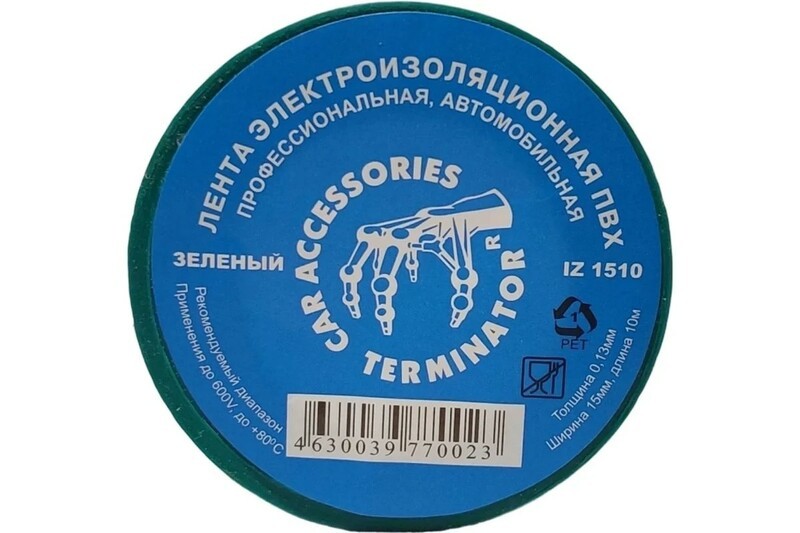 ЛЕНТА ЭЛЕКТРОИЗОЛЯЦИОННАЯ ПВХ
ПРОФЕССИОНАЛЬНАЯ, АВТОМОБИЛЬНАЯ
CAR ACCESSORIES
TERMINATOR R
ЗЕЛЕНЫЙ
IZ 1510
Рекомендуемый диапазон
Применения до 600V, до +80°C
1
PET
Толщина 0,13мм
Ширина 15мм, длина 10м
4 630039 770023